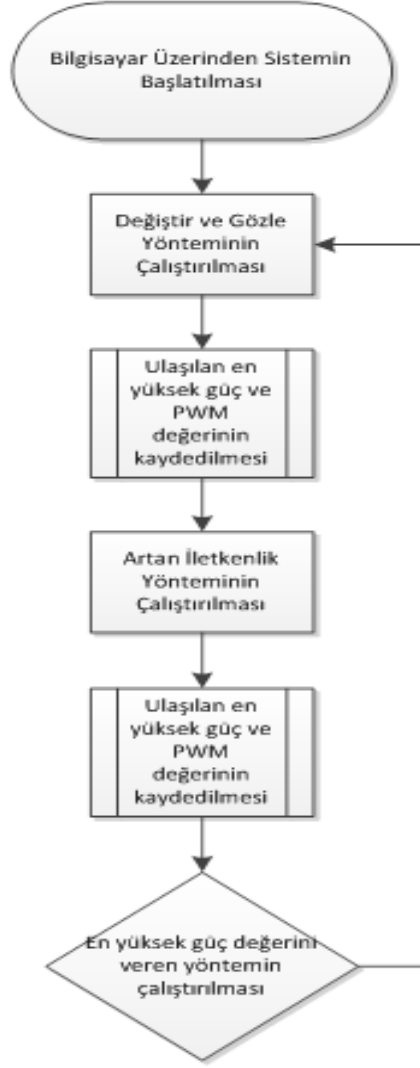 Bilgisayar Üzerinden Sistemin
Başlatılması
Değiştir ve Gözle
Yönteminin
Çalıştırılması
Ulaşılan en
yüksek güç ve
PWM
değerinin
kaydedilmesi
Artan İletkenlik
Yönteminin
Çalıştırılması
Ulaşılan en
yüksek güç ve
PWM
değerinin
kaydedilmesi
En yüksek güç değerini
veren yöntemin
çalıştırılması